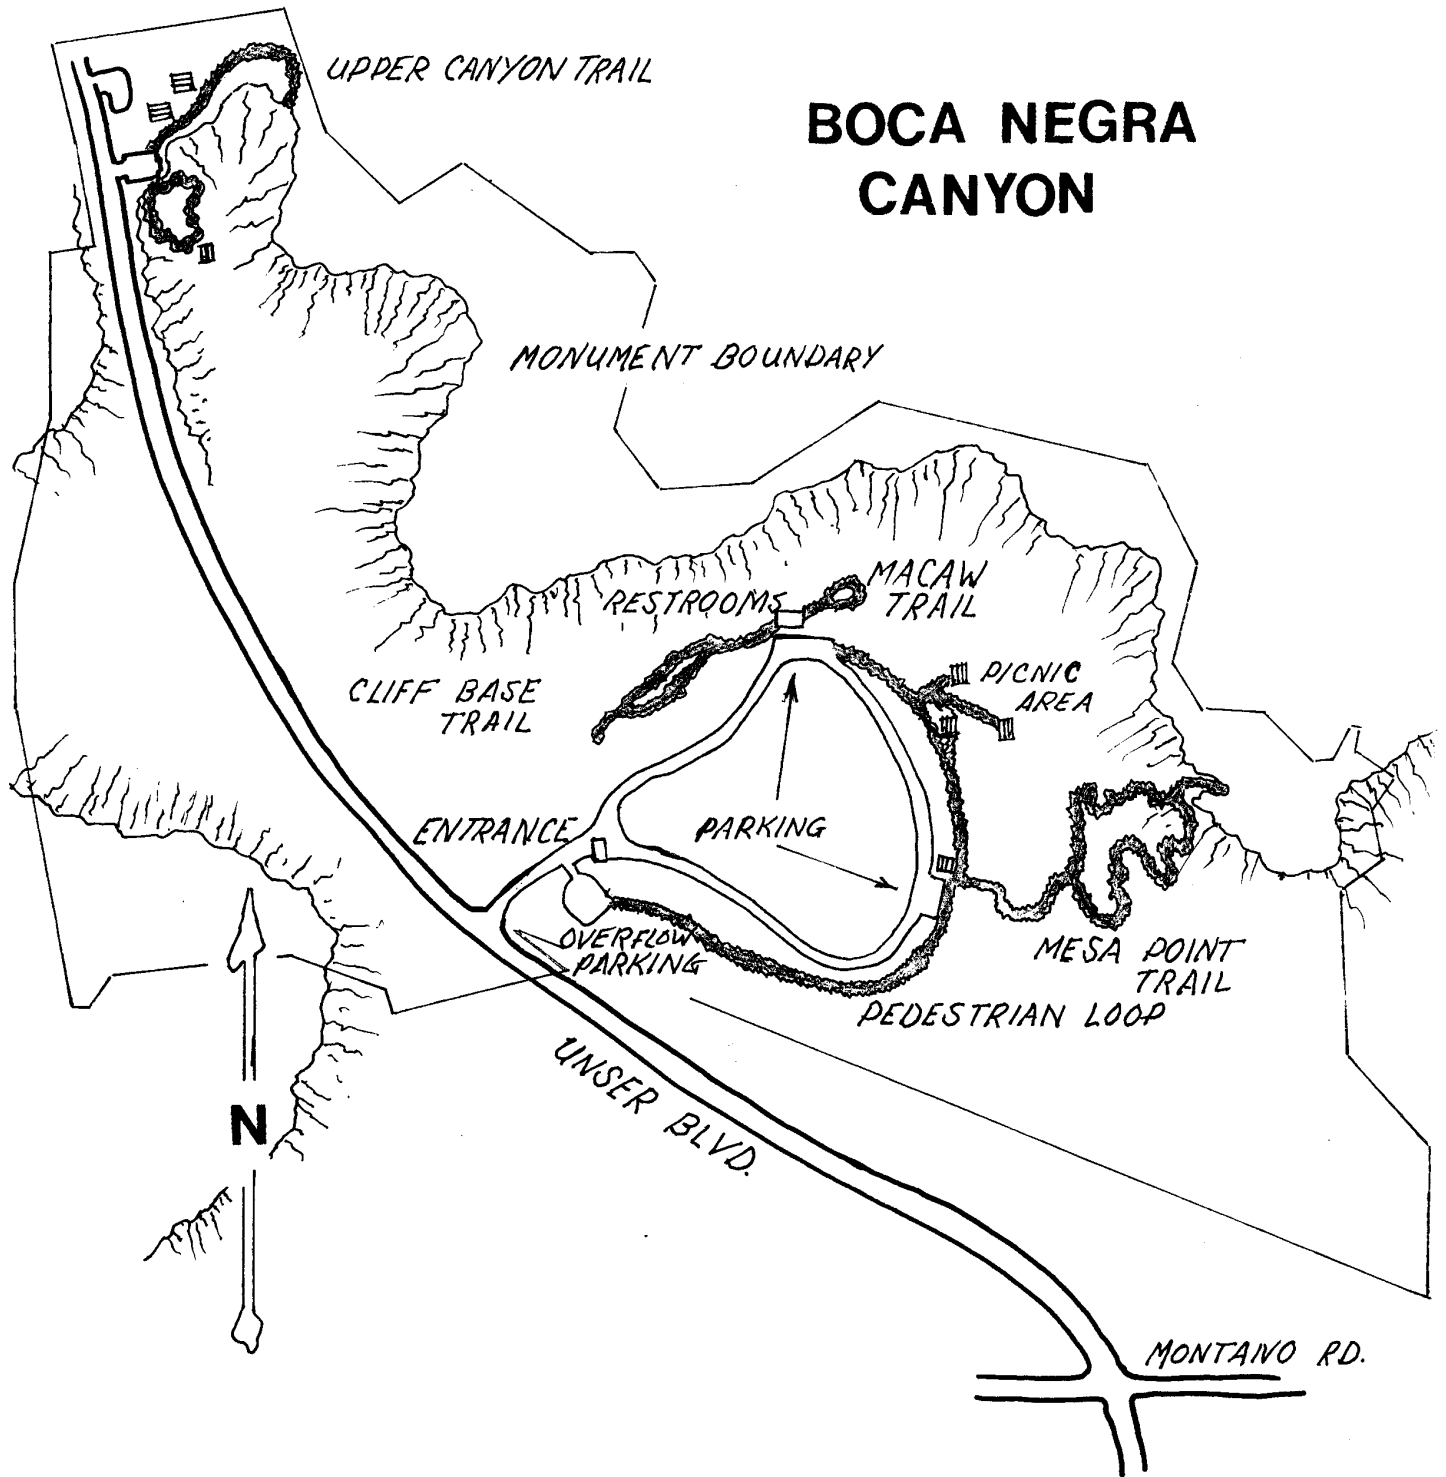 UPPER CANYON TRAIL
BOCA NEGRA
CANYON
MONUMENT BOUNDARY
MACAW
TRAIL
RESTROOMS
PICNIC
AREA
CLIFF BASE
TRAIL
ENTRANCE
PARKING
OVERFLOW
PARKING
MESA POINT
TRAIL
PEDESTRIAN LOOP
UNSER BLVD.
N
MONTANO RD.